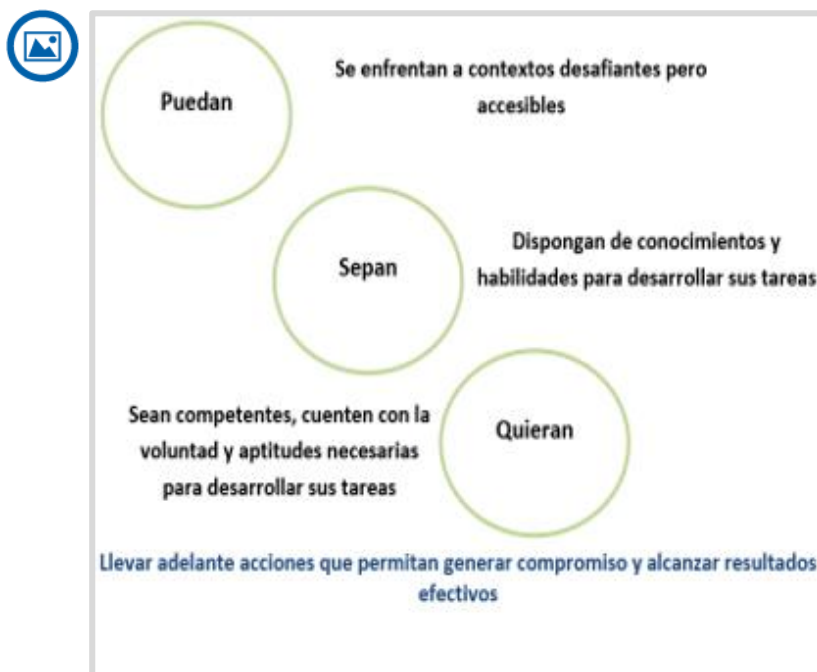 Puedan
Se enfrentan a contextos desafiantes pero
accesibles
Sepan
Dispongan de conocimientos y
habilidades para desarrollar sus tareas
Quieran
Sean competentes, cuenten con la
voluntad y aptitudes necesarias
para desarrollar sus tareas
Llevar adelante acciones que permitan generar compromiso y alcanzar resultados
efectivos